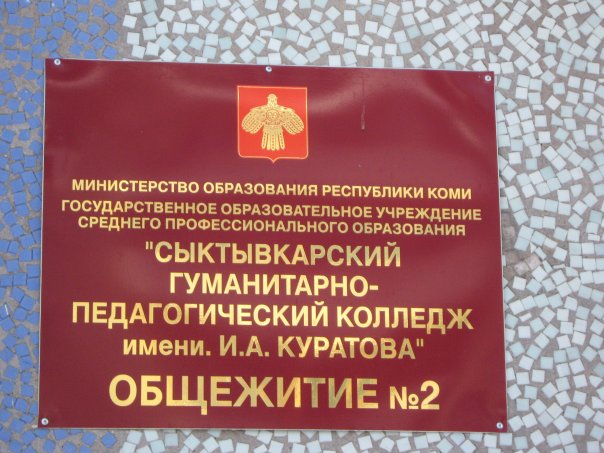 МИНИСТЕРСТВО ОБРАЗОВАНИЯ РЕСПУБЛИКИ КОМИ
ГОСУДАРСТВЕННОЕ ОБРАЗОВАТЕЛЬНОЕ УЧРЕЖДЕНИЕ
СРЕДНЕГО ПРОФЕССИОНАЛЬНОГО ОБРАЗОВАНИЯ
"СЫКТЫВКАРСКИЙ
ГУМАНИТАРНО-
ПЕДАГОГИЧЕСКИЙ КОЛЛЕДЖ
имени. И.А. КУРАТОВА"
ОБЩЕЖИТИЕ №2